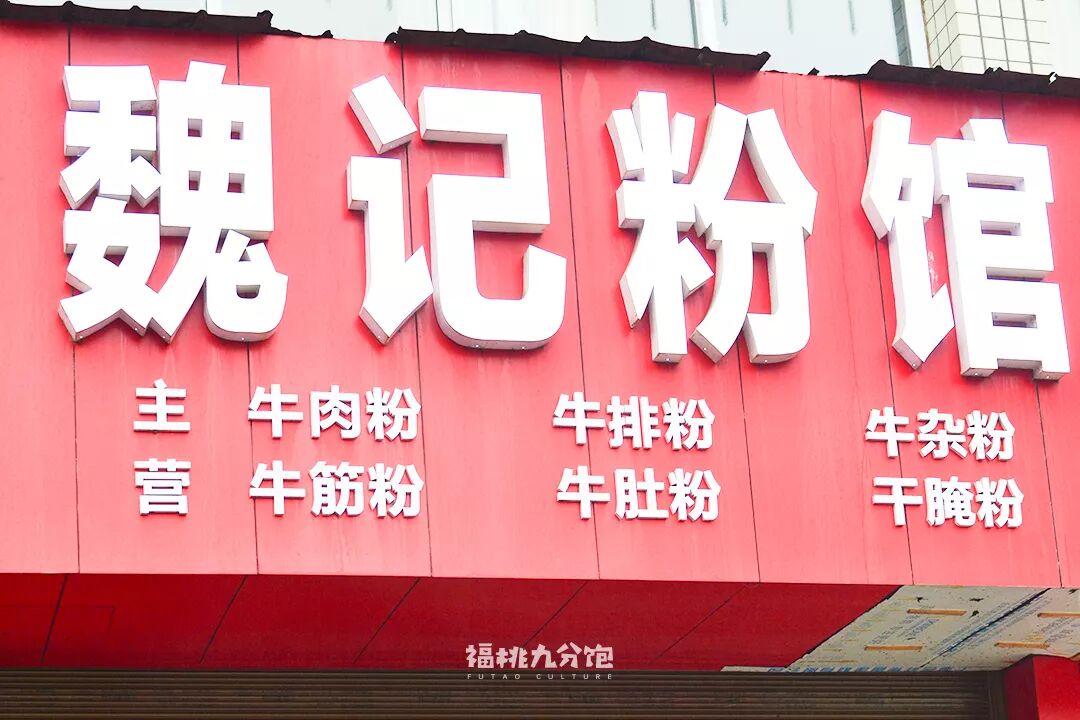 魏记粉馆
主 牛肉粉 牛排粉 牛杂粉
营 牛筋粉 牛肚粉 干腌粉
福桃九分饱
FUTAO CULTURE